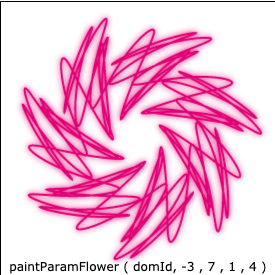 paintParamFlower ( domId, -3 , 7 , 1 , 4 )